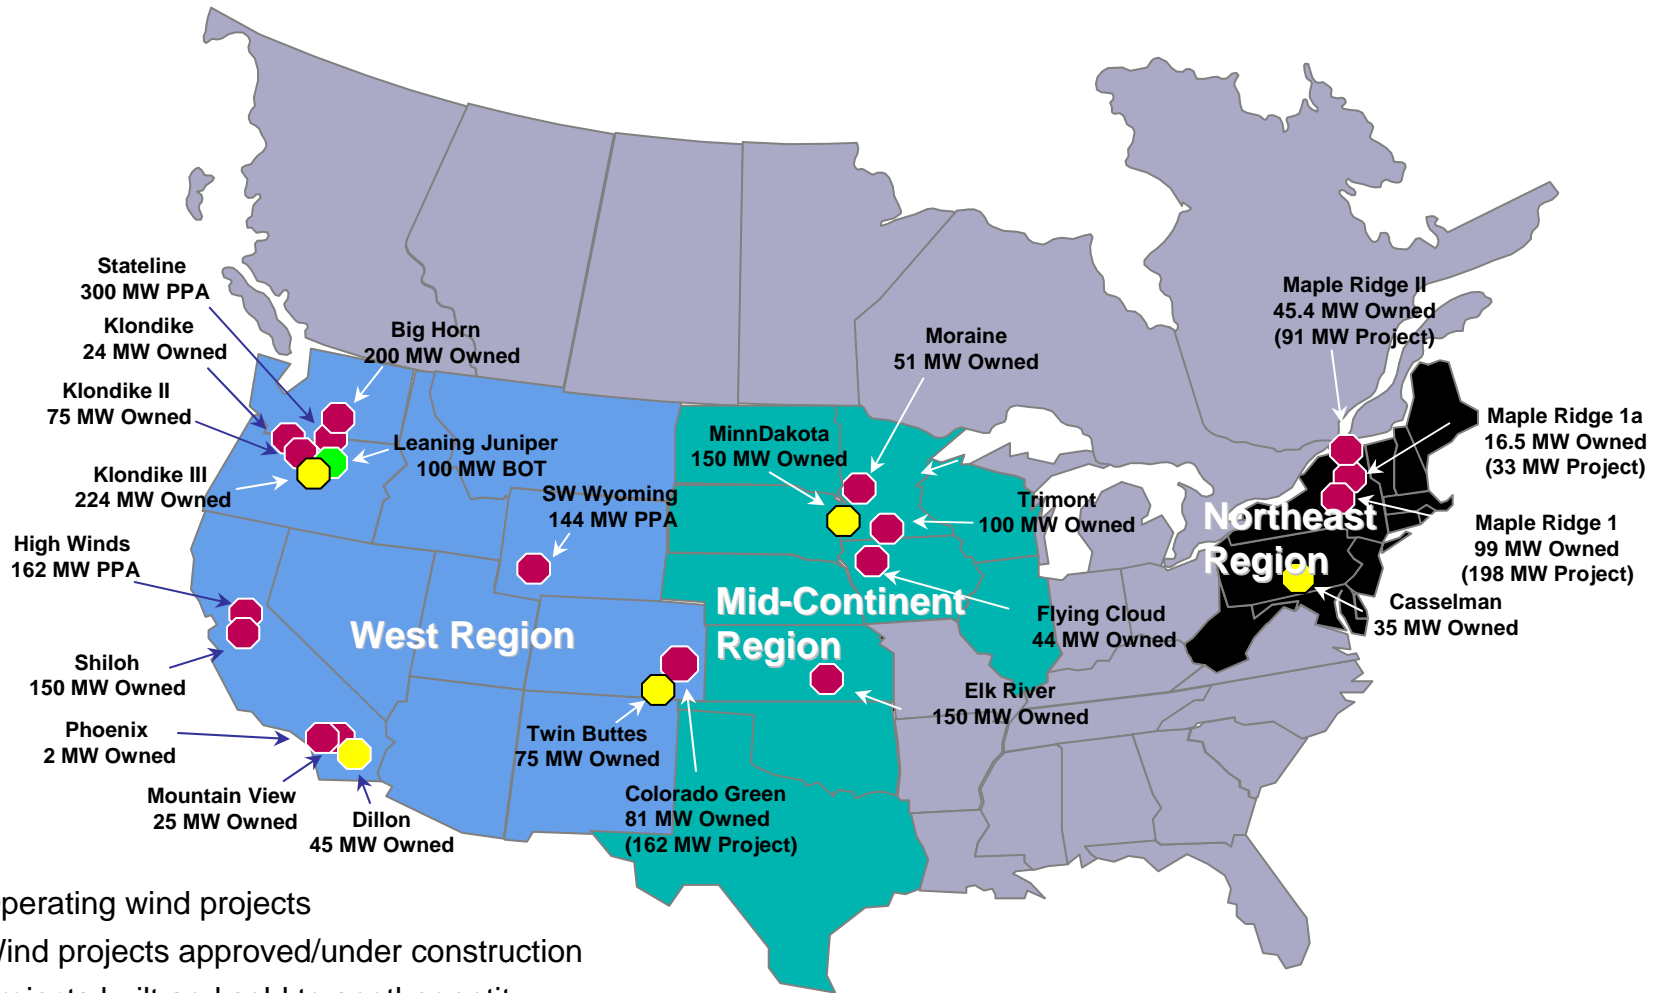 Stateline
300 MW PPA
Klondike
24 MW Owned
Klondike II
75 MW Owned
Klondike III
224 MW Owned
Big Horn
200 MW Owned
Leaning Juniper
100 MW BOT
SW Wyoming
144 MW PPA
High Winds
162 MW PPA
Shiloh
150 MW Owned
Phoenix
2 MW Owned
Mountain View
25 MW Owned
Dillon
45 MW Owned
West Region
Twin Buttes
75 MW Owned
Colorado Green
81 MW Owned
(162 MW Project)
Moraine
51 MW Owned
MinnDakota
150 MW Owned
Trimont
100 MW Owned
Mid-Continent
Region
Flying Cloud
44 MW Owned
Elk River
150 MW Owned
Maple Ridge II
45.4 MW Owned
(91 MW Project)
Maple Ridge 1a
16.5 MW Owned
(33 MW Project)
Northeast
Region
Maple Ridge 1
99 MW Owned
(198 MW Project)
Casselman
35 MW Owned
perating wind projects
Wind projects approved/under construction